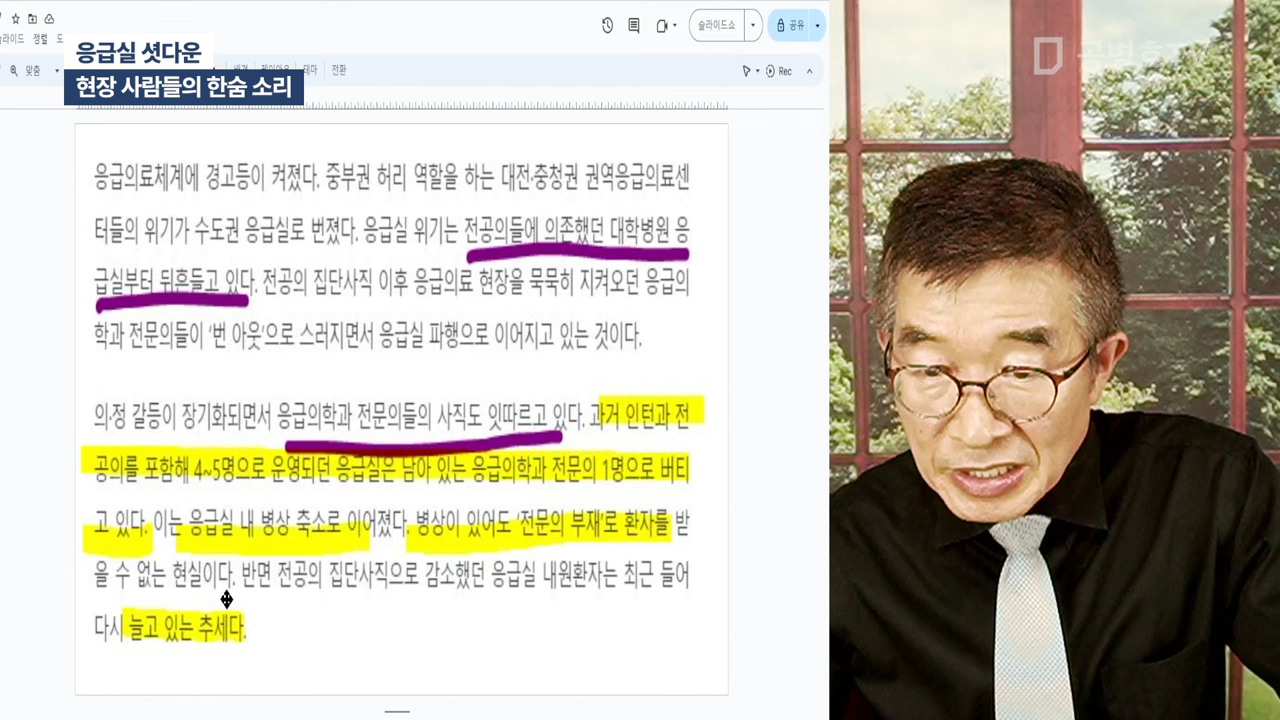 응급실 셧다운
현장 사람들의 한숨 소리
슬라이드쇼
공유
라이드 정렬 도
맞춤
테마
전환
Rec
응급의료체계에 경고등이 켜졌다. 중부권 허리 역할을 하는 대전·충청권 권역응급의료센
터들의 위기가 수도권 응급실로 번졌다. 응급실 위기는 전공의들에 의존했던 대학병원 응
급실부터 뒤흔들고 있다. 전공의 집단사직 이후 응급의료 현장을 묵묵히 지켜오던 응급의
학과 전문의들이 '번 아웃'으로 스러지면서 응급실 파행으로 이어지고 있는 것이다.
의·정 갈등이 장기화되면서 응급의학과 전문의들의 사직도 잇따르고 있다. 과거 인턴과 전
공의를 포함해 4~5명으로 운영되던 응급실은 남아 있는 응급의학과 전문의 1명으로 버티
고 있다. 이는 응급실 내 병상 축소로 이어졌다. 병상이 있어도 '전문의 부재'로 환자를 받
을 수 없는 현실이다. 반면 전공의 집단사직으로 감소했던 응급실 내원환자는 최근 들어
다시 늘고 있는 추세다.